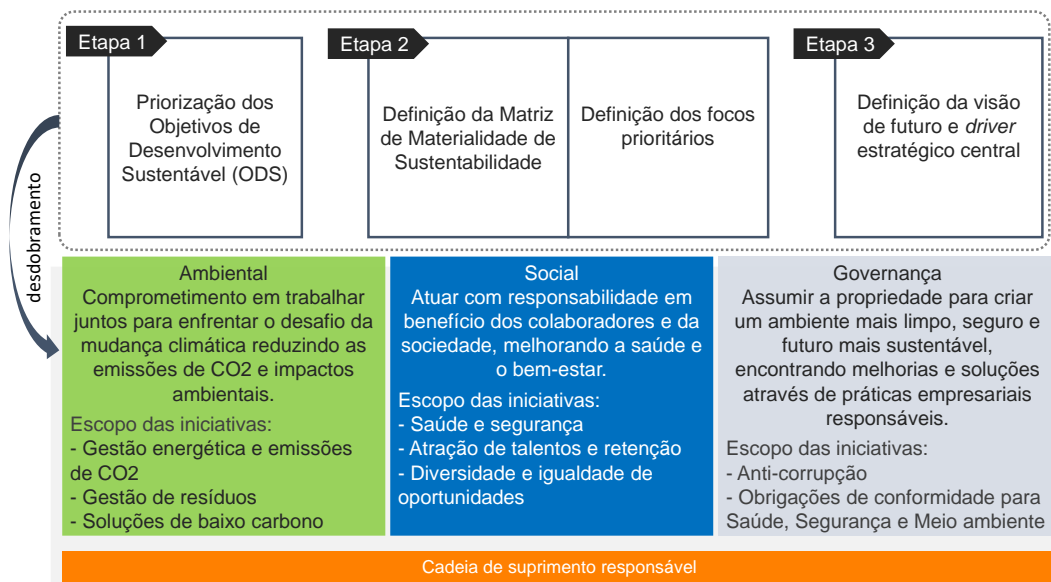 Etapa 1
Priorização dos
Objetivos de
Desenvolvimento
Sustentável (ODS)
Etapa 2
Definição da Matriz
de Materialidade de
Sustentabilidade
Definição dos focos
prioritários
Etapa 3
Definição da visão
de futuro e driver
estratégico central
desdobramento
Ambiental
Comprometimento em trabalhar
juntos para enfrentar o desafio da
mudança climática reduzindo as
emissões de CO2 e impactos
ambientais.
Escopo das iniciativas:
- Gestão energética e emissões
de CO2
- Gestão de resíduos
- Soluções de baixo carbono
Social
Atuar com responsabilidade em
benefício dos colaboradores e da
sociedade, melhorando a saúde e
o bem-estar.
Escopo das iniciativas:
- Saúde e segurança
- Atração de talentos e retenção
- Diversidade e igualdade de
oportunidades
Governança
Assumir a propriedade para criar
um ambiente mais limpo, seguro e
futuro mais sustentável,
encontrando melhorias e soluções
através de práticas empresariais
responsáveis.
Escopo das iniciativas:
- Anti-corrupção
- Obrigações de conformidade para
Saúde, Segurança e Meio ambiente
Cadeia de suprimento responsável